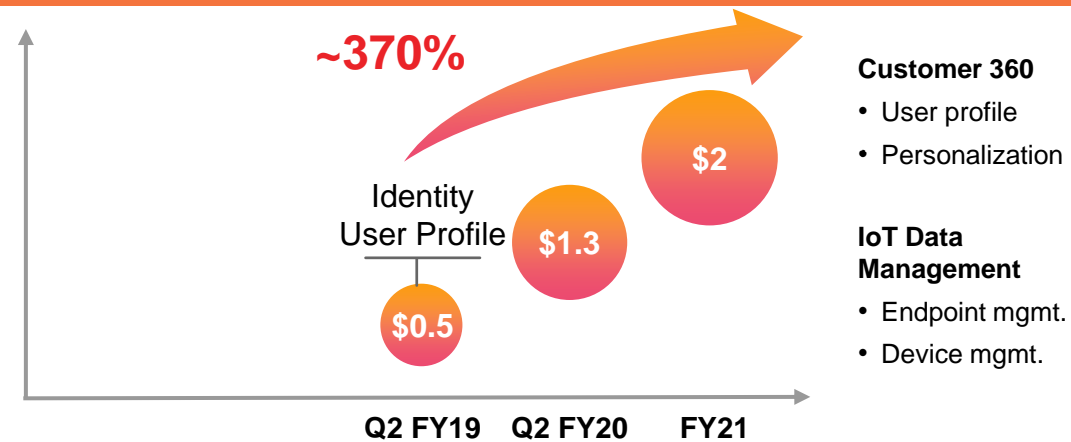 ~370%
Identity
User Profile
$0.5
$1.3
$2
Q2 FY19
Q2 FY20
FY21
Customer 360
• User profile
• Personalization
IoT Data
Management
• Endpoint mgmt.
• Device mgmt.